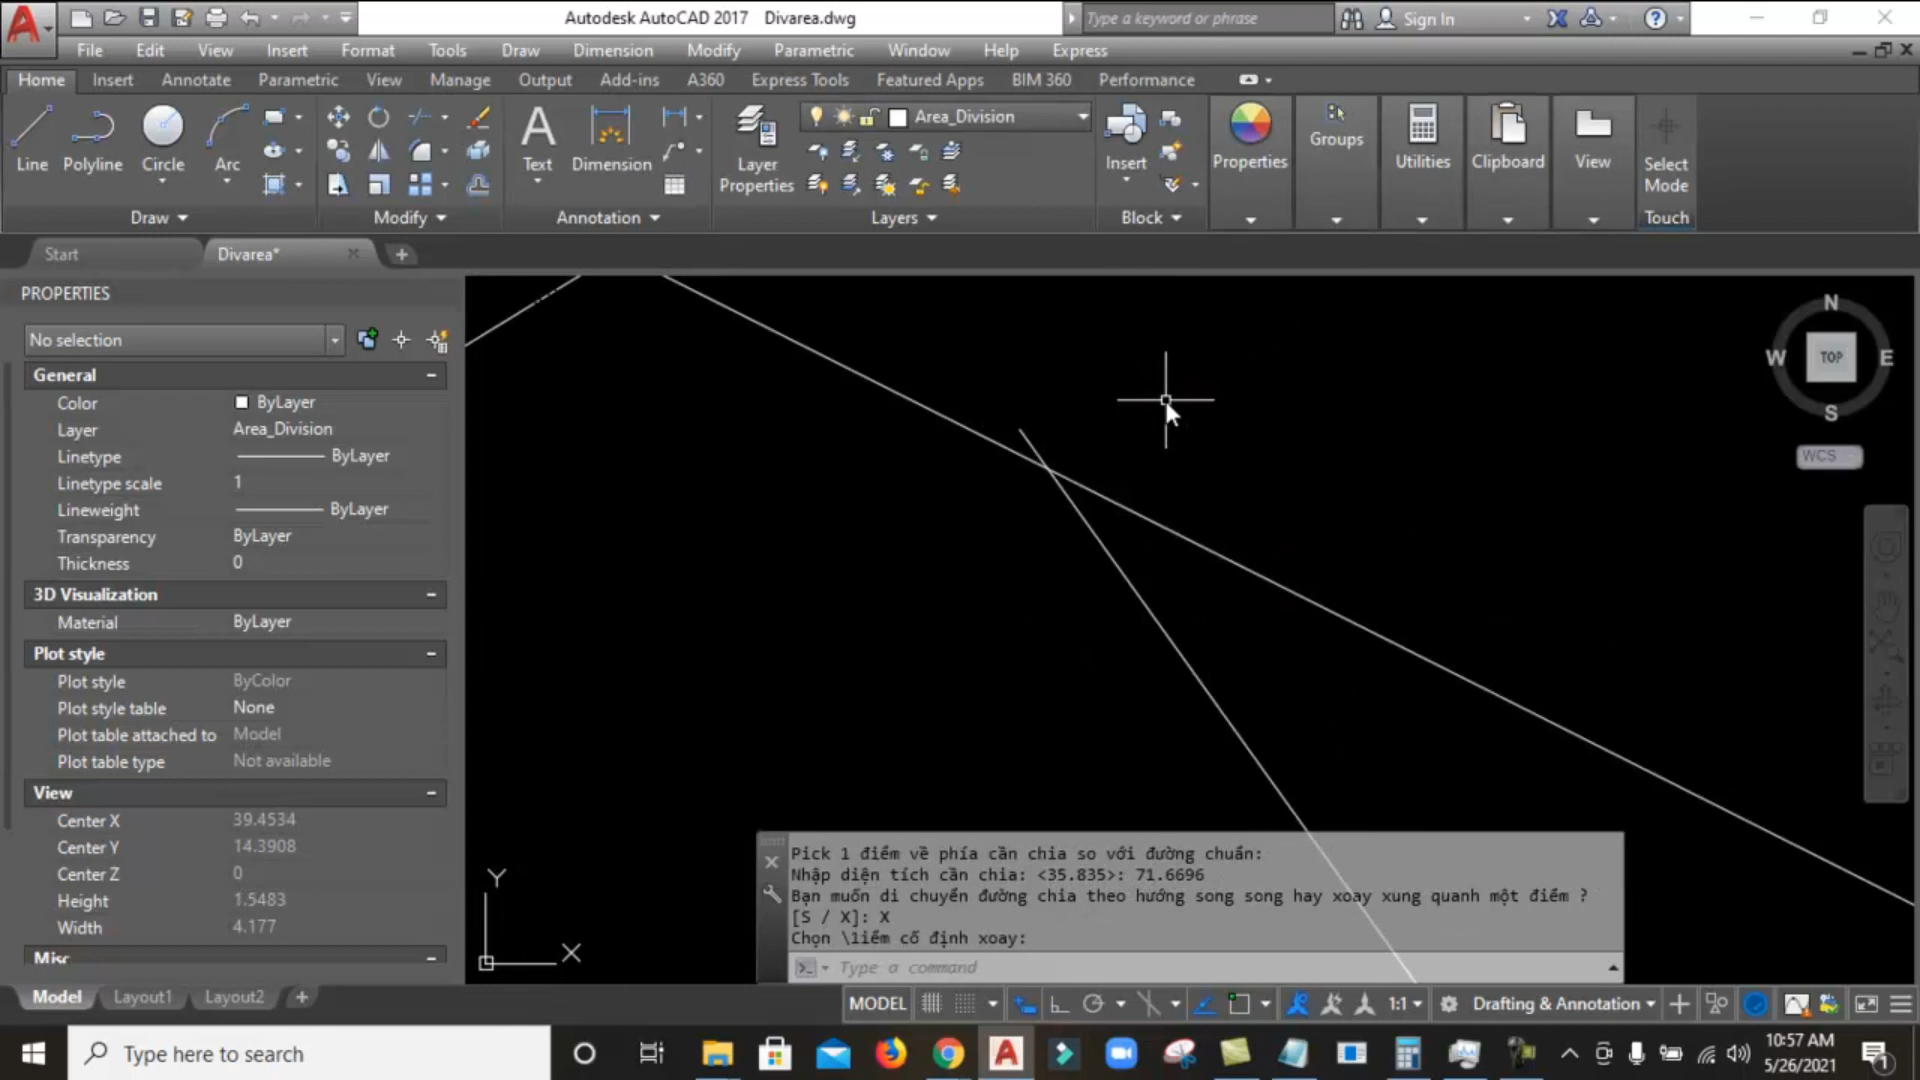 Autodesk AutoCAD 2017 Divarea.dwg
Type a keyword or phrase
Sign In
File Edit View Insert Format Tools Draw Dimension Modify Parametric Window Help Express
Home Insert Annotate Parametric View Manage Output Add-ins A360 Express Tools Featured Apps BIM 360 Performance
Area_Division
Line Polyline Circle Arc
Text Dimension
Layer Properties
Insert
Properties Groups Utilities Clipboard View
Select Mode
Draw Modify Annotation Layers Block Touch
Start Divarea*
PROPERTIES
No selection
General
Color ByLayer
Layer Area_Division
Linetype ByLayer
Linetype scale 1
Lineweight ByLayer
Transparency ByLayer
Thickness 0
3D Visualization
Material ByLayer
Plot style
Plot style ByColor
Plot style table None
Plot table attached to Model
Plot table type Not available
View
Center X 39.4534
Center Y 14.3908
Center Z 0
Height 1.5483
Width 4.177
Misc
N
W TOP E
S
WCS
Y
X
Pick 1 điểm về phía cần chia so với đường chuẩn:
Nhập diện tích cần chia: <35.835>: 71.6696
Bạn muốn di chuyển đường chia theo hướng song song hay xoay xung quanh một điểm ?
[S / X]: X
Chọn \1iểm cố định xoay:
Type a command
Model Layout1 Layout2
MODEL 1:1 Drafting & Annotation
Type here to search
10:57 AM
5/26/2021
1